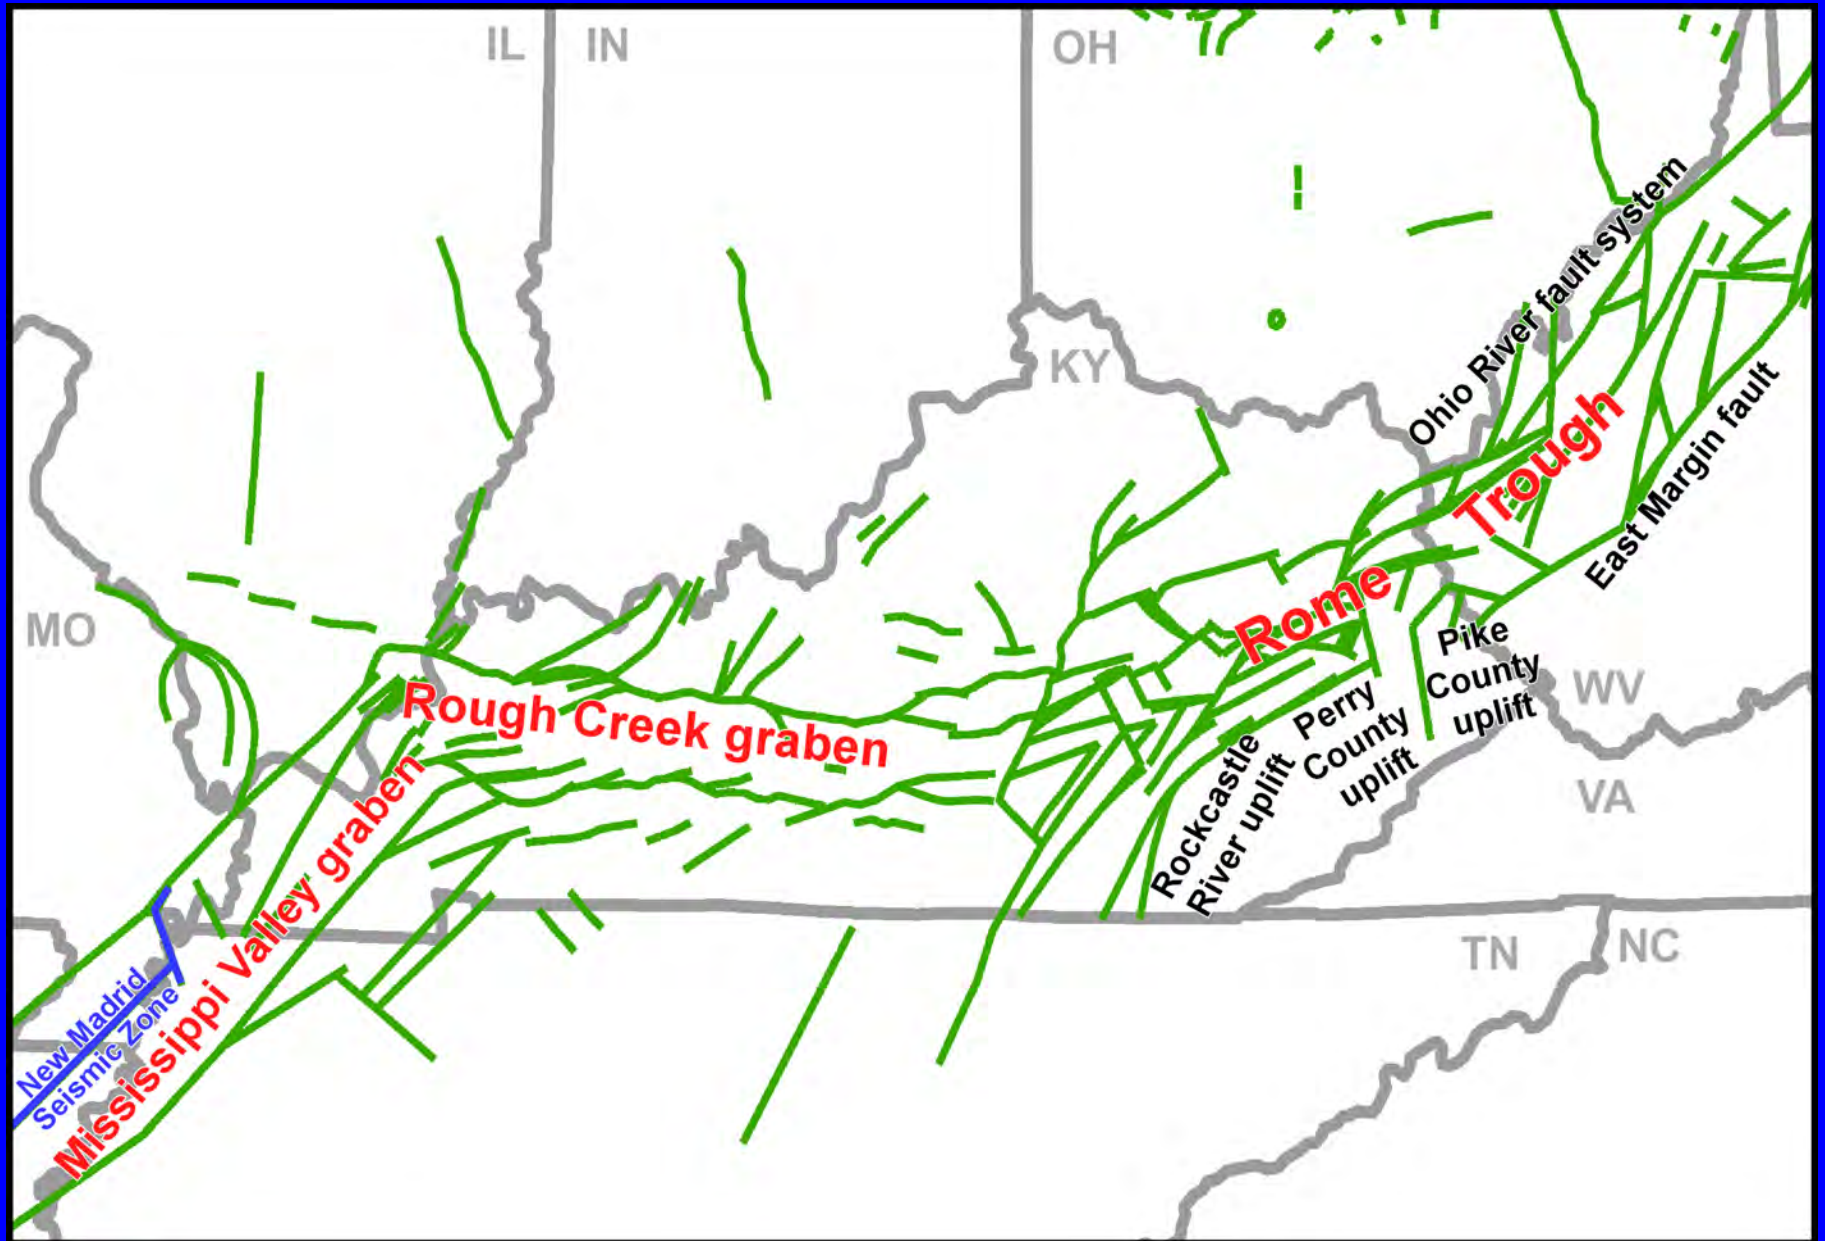 IL
IN
OH
KY
MO
Ohio River fault system
Trough
Rome
East Margin fault
Pike
County
uplift
WV
Perry
County
uplift
Rough Creek graben
Rockcastle
River uplift
VA
Mississippi Valley graben
TN
NC
New Madrid
Seismic Zone